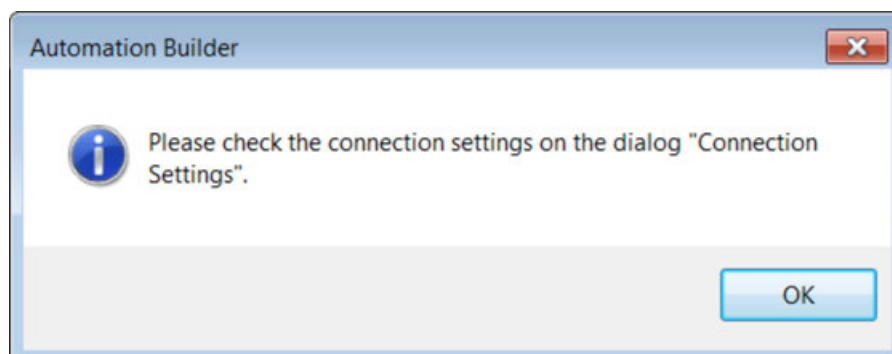 Automation Builder
Please check the connection settings on the dialog "Connection
Settings".
OK